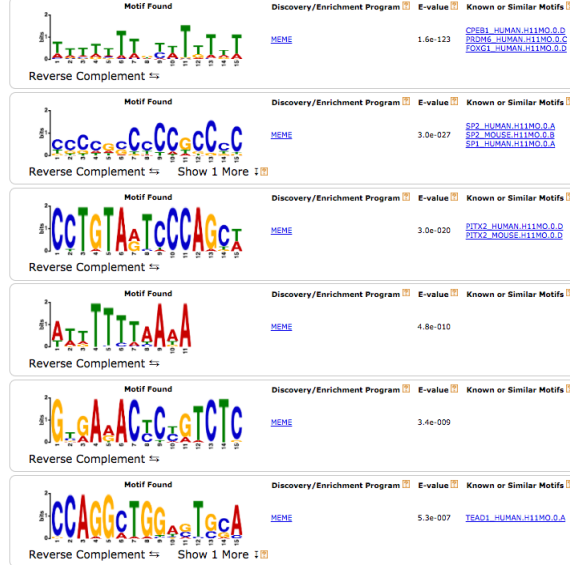 Motif Found Discovery/Enrichment Program ? E-value ? Known or Similar Motifs ?
MEME 1.6e-123 CPEB1_HUMAN.H11MO.0.D
PRDM6_HUMAN.H11MO.0.C
FOXG1_HUMAN.H11MO.0.D
Reverse Complement ⇆
Motif Found Discovery/Enrichment Program ? E-value ? Known or Similar Motifs ?
MEME 3.0e-027 SP2_HUMAN.H11MO.0.A
SP2_MOUSE.H11MO.0.B
SP1_HUMAN.H11MO.0.A
Reverse Complement ⇆ Show 1 More ↧?
Motif Found Discovery/Enrichment Program ? E-value ? Known or Similar Motifs ?
MEME 3.0e-020 PITX2_HUMAN.H11MO.0.D
PITX2_MOUSE.H11MO.0.D
Reverse Complement ⇆
Motif Found Discovery/Enrichment Program ? E-value ? Known or Similar Motifs ?
MEME 4.8e-010
Reverse Complement ⇆
Motif Found Discovery/Enrichment Program ? E-value ? Known or Similar Motifs ?
MEME 3.4e-009
Reverse Complement ⇆
Motif Found Discovery/Enrichment Program ? E-value ? Known or Similar Motifs ?
MEME 5.3e-007 TEAD1_HUMAN.H11MO.0.A
Reverse Complement ⇆ Show 1 More ↧?